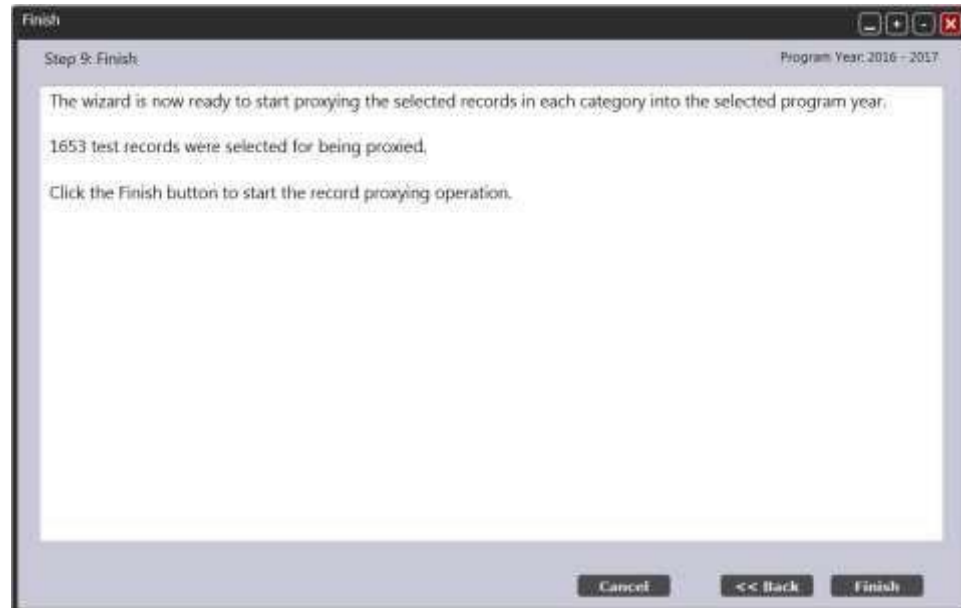 Finish
Step 9: Finish
Program Year: 2016 - 2017
The wizard is now ready to start proxying the selected records in each category into the selected program year.
1653 test records were selected for being proxied.
Click the Finish button to start the record proxying operation.
Cancel
<< Back
Finish